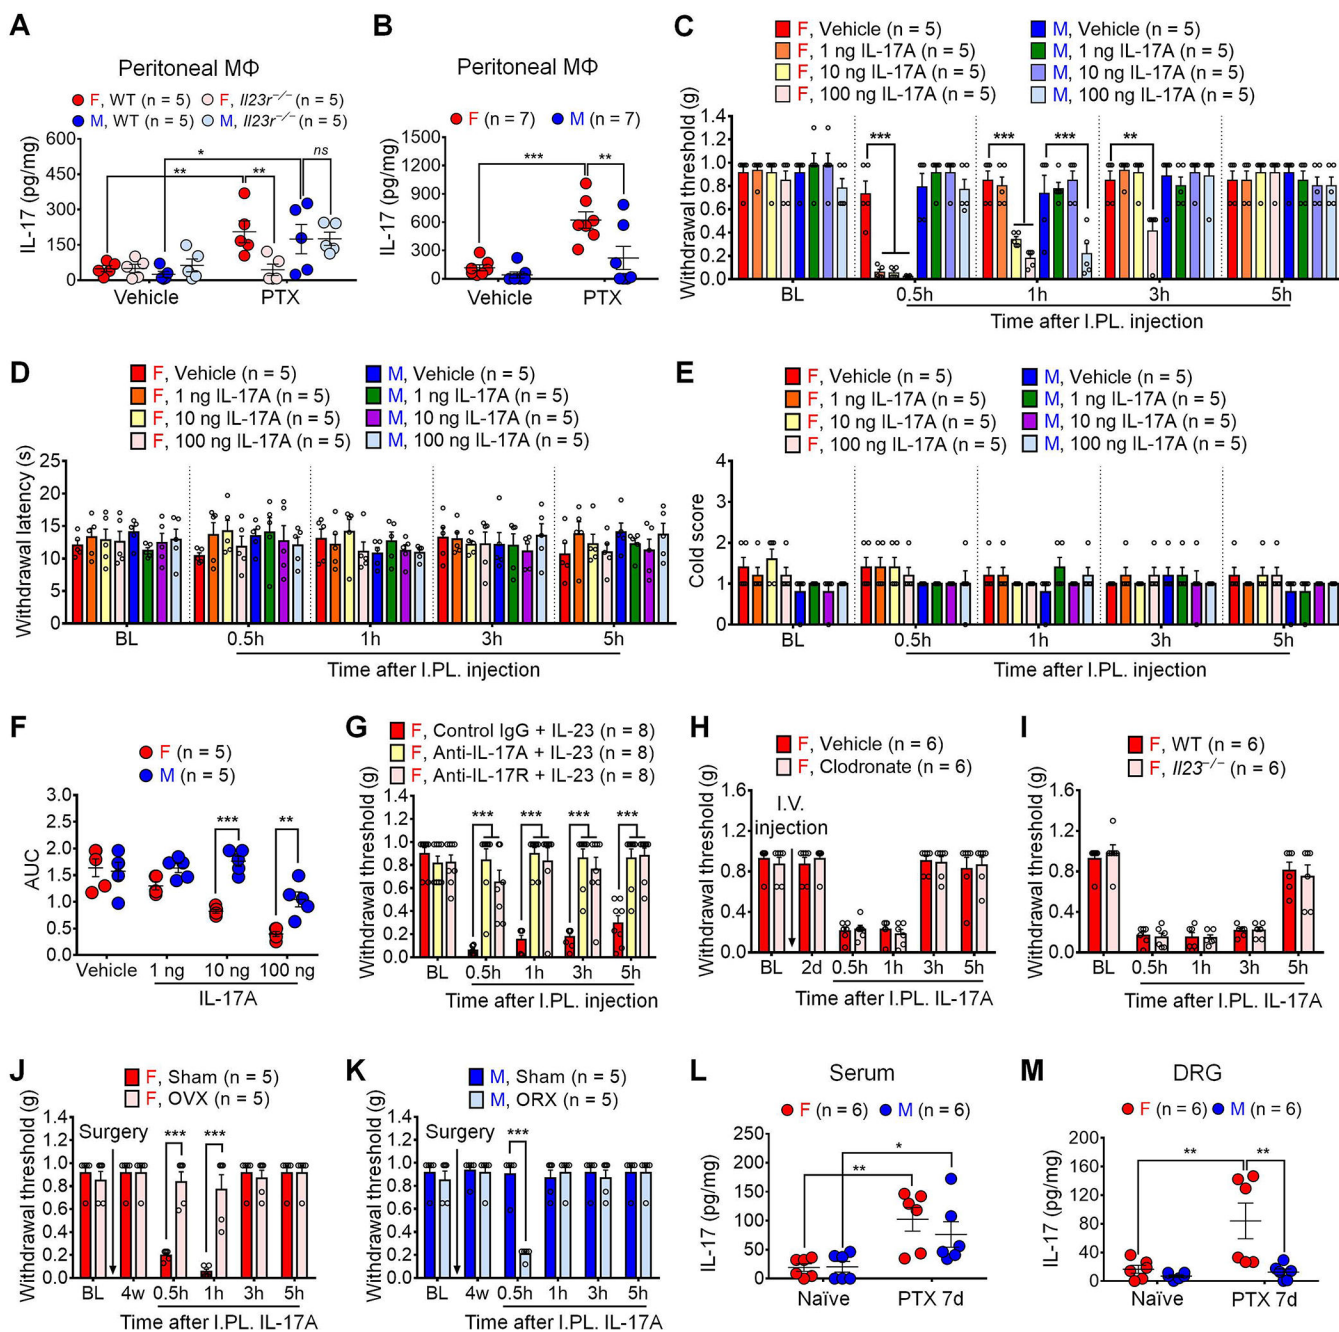 A
Peritoneal MΦ
F, WT (n = 5) F, Il23r−/− (n = 5)
M, WT (n = 5) M, Il23r−/− (n = 5)
IL-17 (pg/mg)
600
450
300
150
0
* ns
** **
Vehicle PTX
B
Peritoneal MΦ
F (n = 7) M (n = 7)
IL-17 (pg/mg)
1500
1200
900
600
300
0
*** **
Vehicle PTX
C
F, Vehicle (n = 5) M, Vehicle (n = 5)
F, 1 ng IL-17A (n = 5) M, 1 ng IL-17A (n = 5)
F, 10 ng IL-17A (n = 5) M, 10 ng IL-17A (n = 5)
F, 100 ng IL-17A (n = 5) M, 100 ng IL-17A (n = 5)
Withdrawal threshold (g)
1.4
1.2
1.0
0.8
0.6
0.4
0.2
0.0
*** *** *** **
BL 0.5h 1h 3h 5h
Time after I.PL. injection
D
F, Vehicle (n = 5) M, Vehicle (n = 5)
F, 1 ng IL-17A (n = 5) M, 1 ng IL-17A (n = 5)
F, 10 ng IL-17A (n = 5) M, 10 ng IL-17A (n = 5)
F, 100 ng IL-17A (n = 5) M, 100 ng IL-17A (n = 5)
Withdrawal latency (s)
25
20
15
10
5
0
BL 0.5h 1h 3h 5h
Time after I.PL. injection
E
F, Vehicle (n = 5) M, Vehicle (n = 5)
F, 1 ng IL-17A (n = 5) M, 1 ng IL-17A (n = 5)
F, 10 ng IL-17A (n = 5) M, 10 ng IL-17A (n = 5)
F, 100 ng IL-17A (n = 5) M, 100 ng IL-17A (n = 5)
Cold score
4
3
2
1
0
BL 0.5h 1h 3h 5h
Time after I.PL. injection
F
F (n = 5)
M (n = 5)
AUC
3.0
2.5
2.0
1.5
1.0
0.5
0.0
*** **
Vehicle 1 ng 10 ng 100 ng
IL-17A
G
F, Control IgG + IL-23 (n = 8)
F, Anti-IL-17A + IL-23 (n = 8)
F, Anti-IL-17R + IL-23 (n = 8)
Withdrawal threshold (g)
1.4
1.2
1.0
0.8
0.6
0.4
0.2
0.0
*** *** *** ***
BL 0.5h 1h 3h 5h
Time after I.PL. injection
H
F, Vehicle (n = 6)
F, Clodronate (n = 6)
Withdrawal threshold (g)
1.6
1.2
0.8
0.4
0.0
I.V.
injection
BL 2d 0.5h 1h 3h 5h
Time after I.PL. IL-17A
I
F, WT (n = 6)
F, Il23−/− (n = 6)
Withdrawal threshold (g)
1.6
1.2
0.8
0.4
0.0
BL 0.5h 1h 3h 5h
Time after I.PL. IL-17A
J
F, Sham (n = 5)
F, OVX (n = 5)
Withdrawal threshold (g)
1.4
1.2
1.0
0.8
0.6
0.4
0.2
0.0
Surgery *** ***
BL 4w 0.5h 1h 3h 5h
Time after I.PL. IL-17A
K
M, Sham (n = 5)
M, ORX (n = 5)
Withdrawal threshold (g)
1.4
1.2
1.0
0.8
0.6
0.4
0.2
0.0
Surgery ***
BL 4w 0.5h 1h 3h 5h
Time after I.PL. IL-17A
L
Serum
F (n = 6) M (n = 6)
IL-17 (pg/mg)
250
200
150
100
50
0
*
**
Naïve PTX 7d
M
DRG
F (n = 6) M (n = 6)
IL-17 (pg/mg)
200
160
120
80
40
0
** **
Naïve PTX 7d